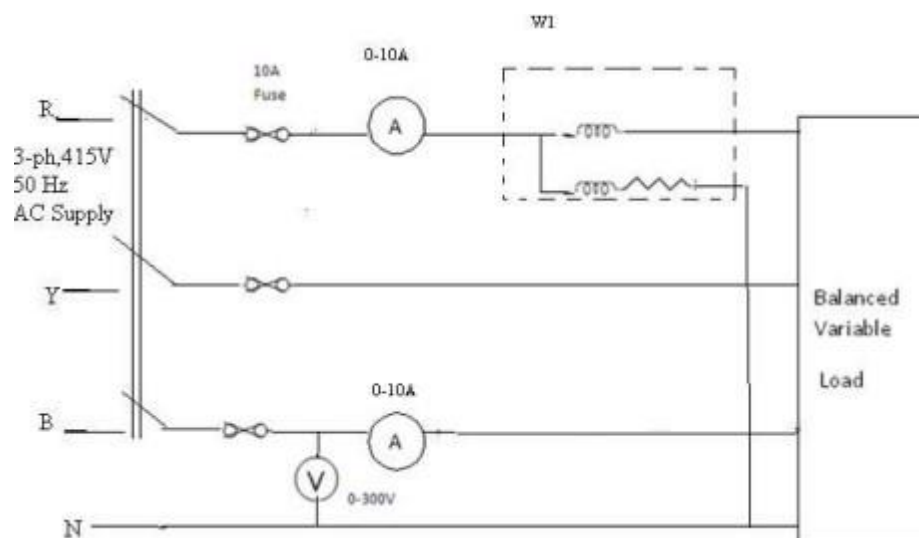 W1
0-10A
10A
Fuse
R
A
3-ph,415V
50 Hz
AC Supply
Y
Balanced
Variable
Load
0-10A
B
A
V
0-300V
N